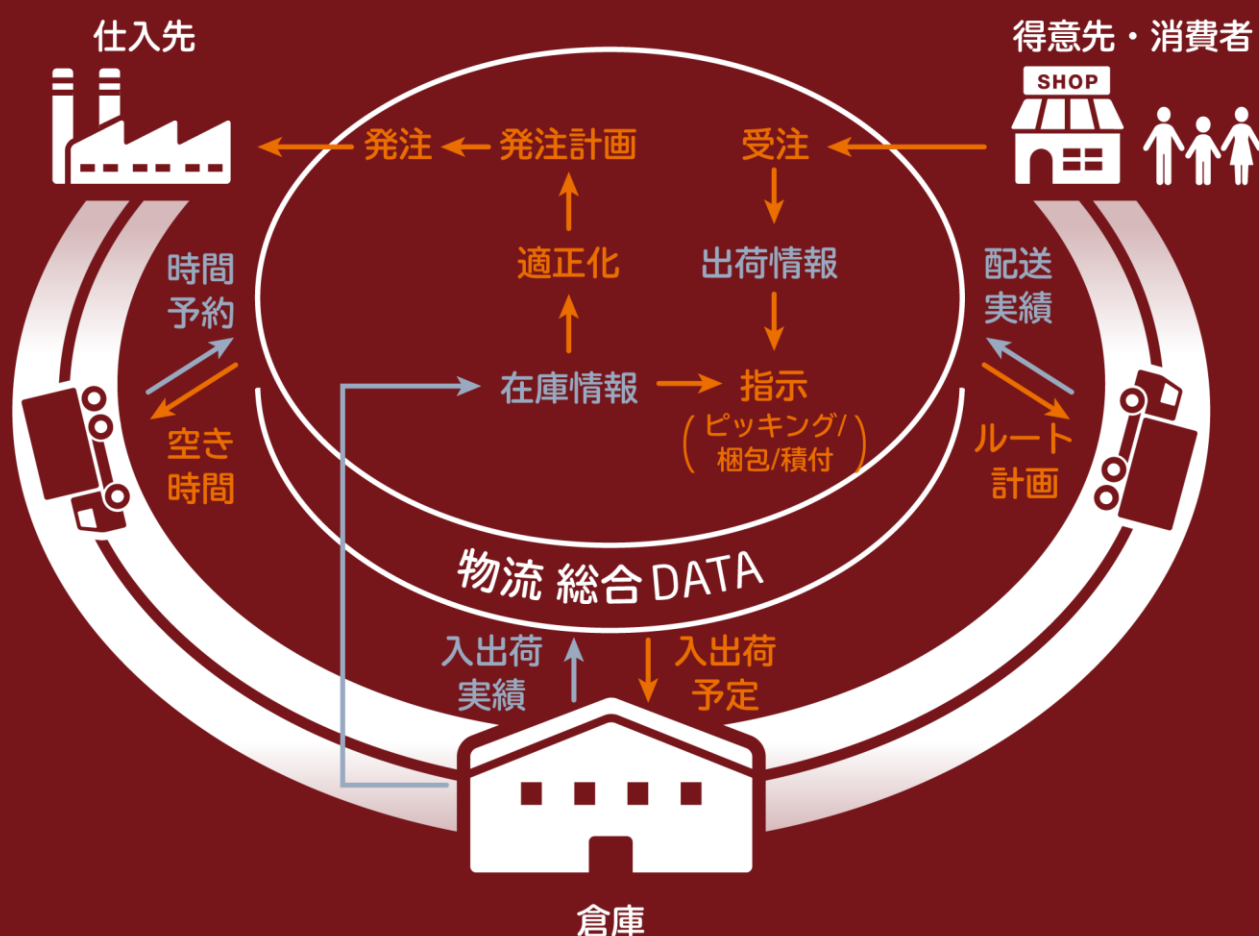 仕入先
得意先・消費者
SHOP
発注
発注計画
受注
時間
予約
適正化
出荷情報
配送
実績
在庫情報
指示
(ピッキング/
梱包/積付)
空き
時間
ルート
計画
物流 総合 DATA
入出荷
実績
入出荷
予定
倉庫